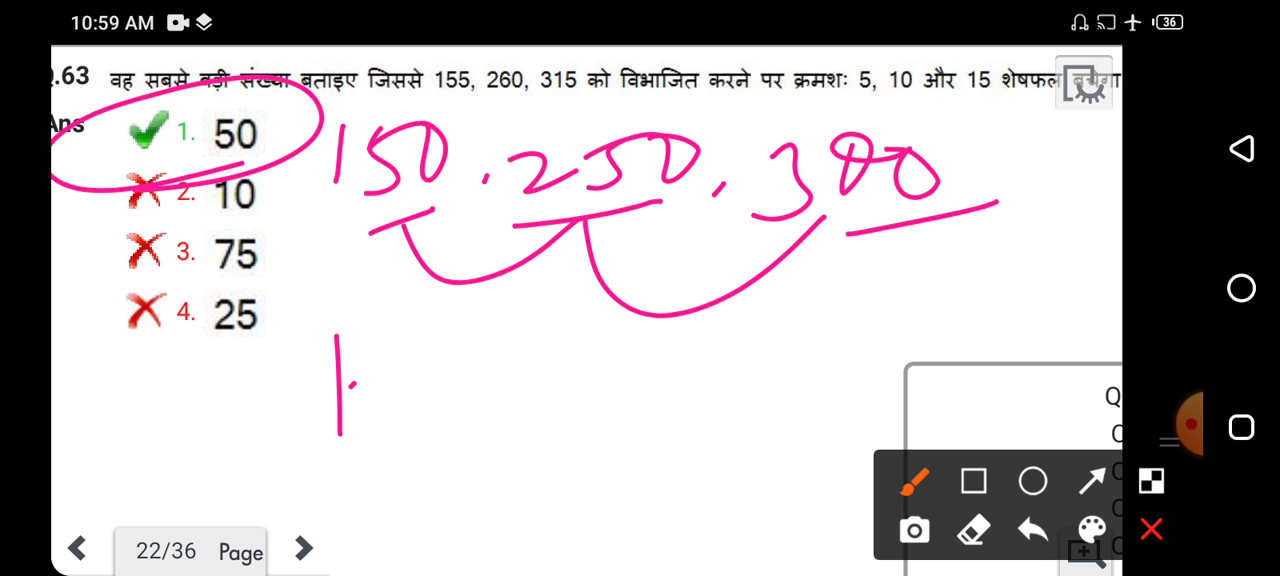 10:59 AM 36
.63 वह सबसे बड़ी संख्या बताइए जिससे 155, 260, 315 को विभाजित करने पर क्रमशः 5, 10 और 15 शेषफल बचेगा
Ans 1. 50
2. 10
3. 75
4. 25
150, 250, 300
Q
22/36 Page